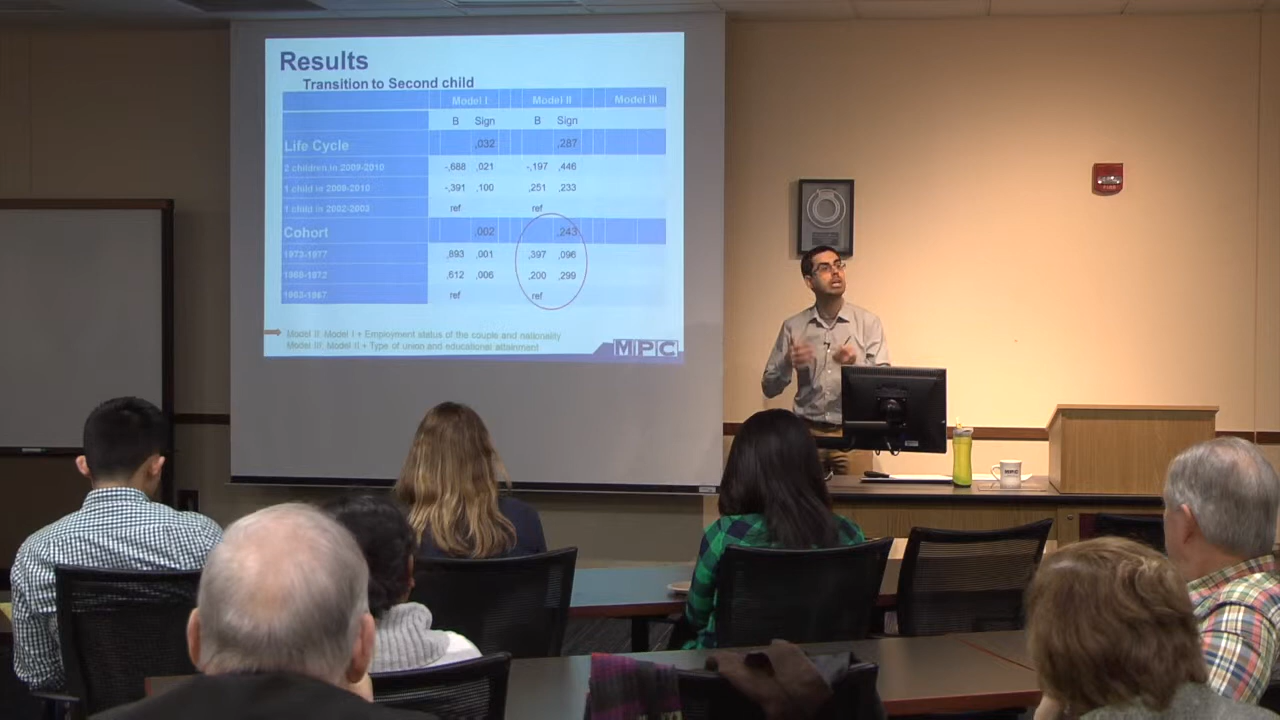 Results
Transition to Second child
Model I Model II Model III
B Sign B Sign
Life Cycle ,032 ,287
2 children in 2009-2010 -,688 ,021 -,197 ,446
1 child in 2009-2010 -,391 ,100 ,251 ,233
1 child in 2002-2003 ref ref
Cohort ,002 ,243
1973-1977 ,893 ,001 ,397 ,096
1968-1972 ,612 ,006 ,200 ,299
1963-1967 ref ref
Model II: Model I + Employment status of the couple and nationality
Model III: Model II + Type of union and educational attainment
MPC
MPC
FIRE